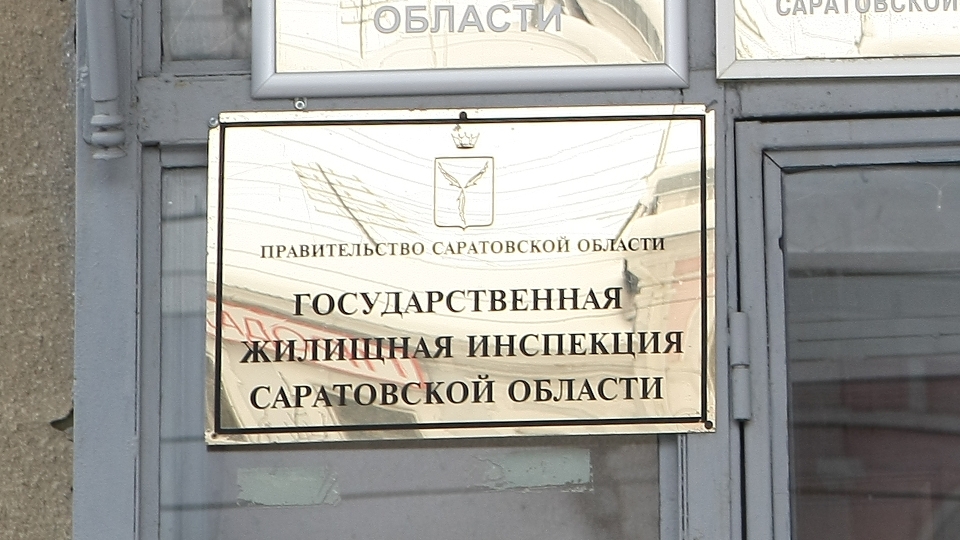 ОБЛАСТИ
САРАТОВСКОЙ
ПРАВИТЕЛЬСТВО САРАТОВСКОЙ ОБЛАСТИ
ГОСУДАРСТВЕННАЯ
ЖИЛИЩНАЯ ИНСПЕКЦИЯ
САРАТОВСКОЙ ОБЛАСТИ